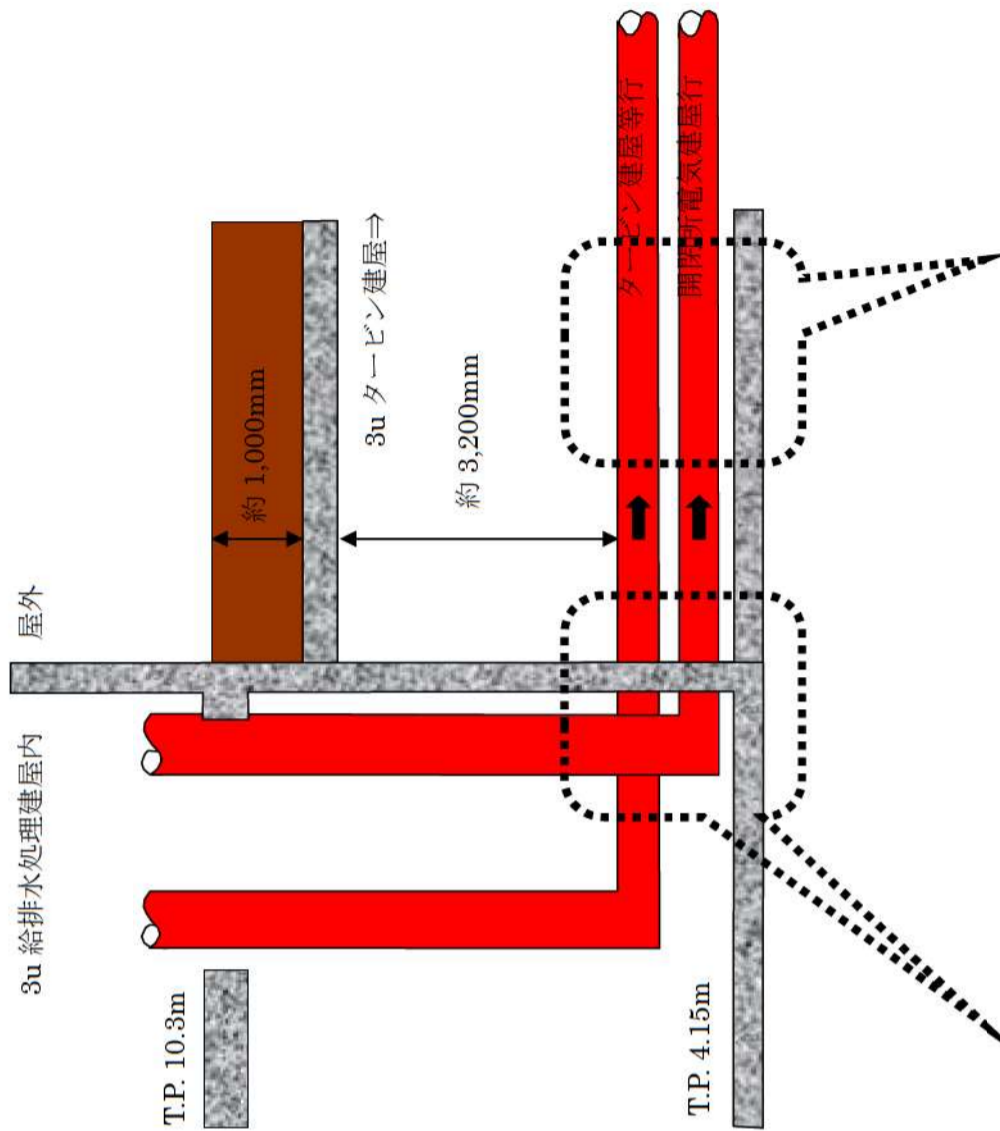 3u 給排水処理建屋内
屋外
T.P. 10.3m
約 1,000mm
3u タービン建屋⇒
約 3,200mm
タービン建屋等行
開閉所電気建屋行
T.P. 4.15m